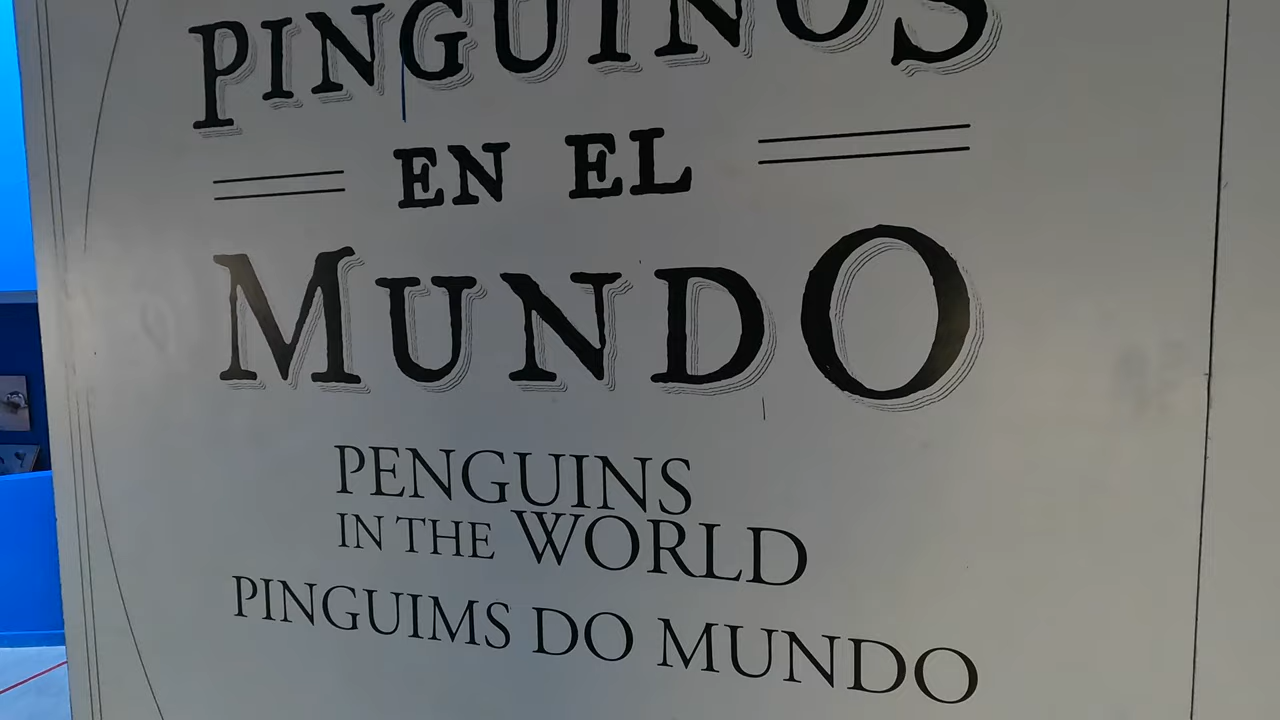 PINGUINOS
EN EL
MUNDO
PENGUINS
IN THE WORLD
PINGUIMS DO MUNDO